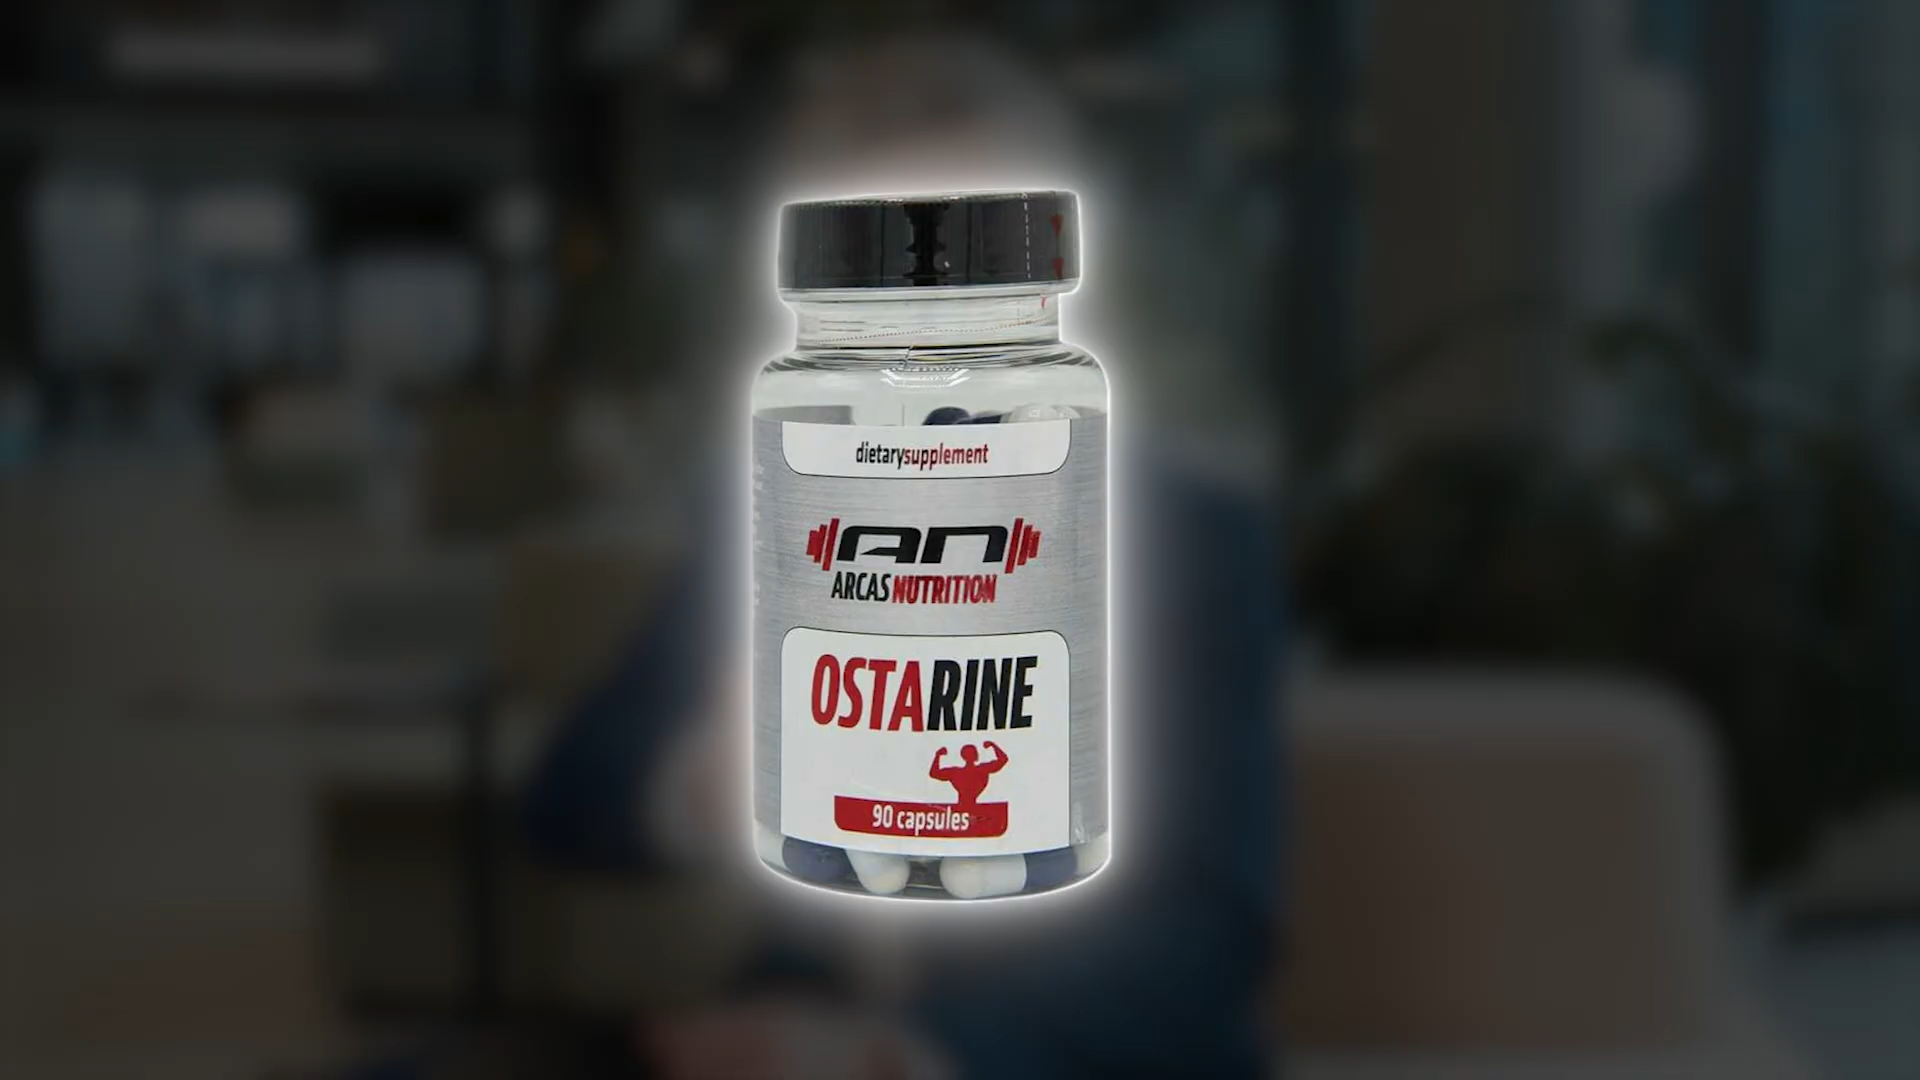 dietarysupplement
AN
ARCAS NUTRITION
OSTARINE
90 capsules